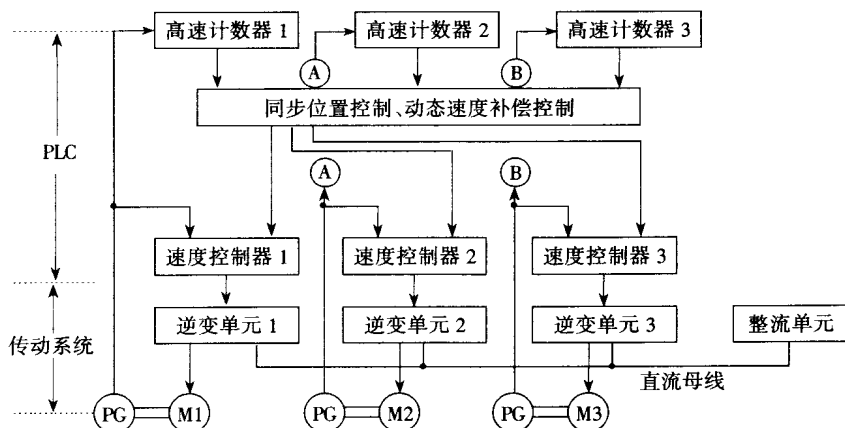 高速计数器 1
高速计数器 2
高速计数器 3
A
B
同步位置控制、动态速度补偿控制
PLC
A
B
速度控制器 1
速度控制器 2
速度控制器 3
逆变单元 1
逆变单元 2
逆变单元 3
整流单元
传动系统
直流母线
PG
M1
PG
M2
PG
M3